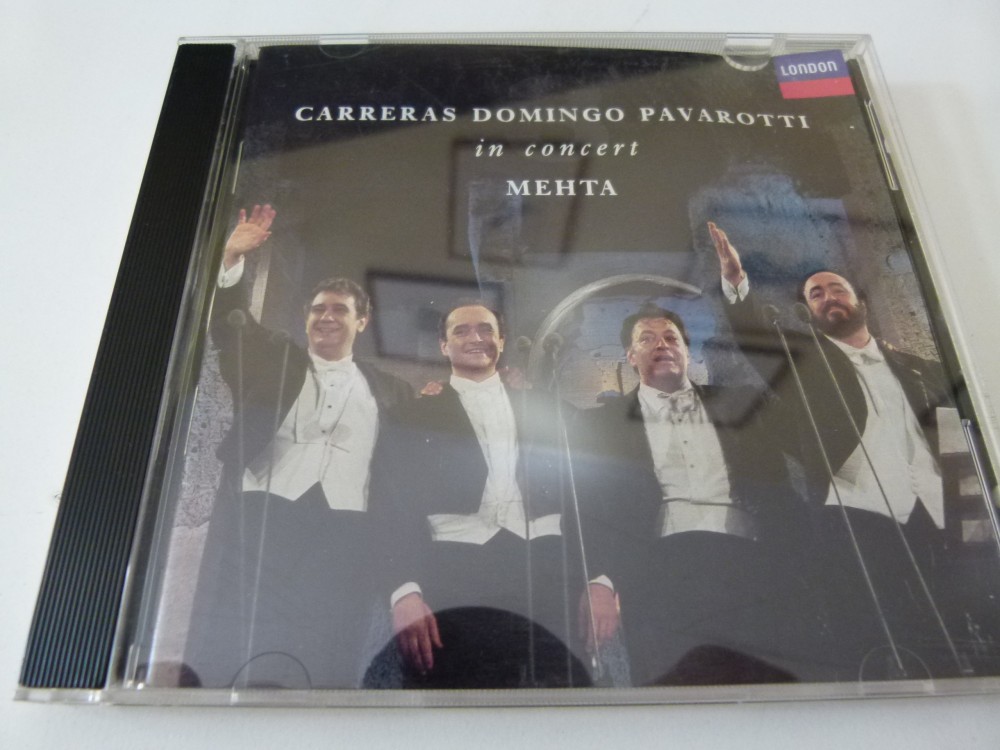 LONDON
CARRERAS DOMINGO PAVAROTTI
in concert
MEHTA